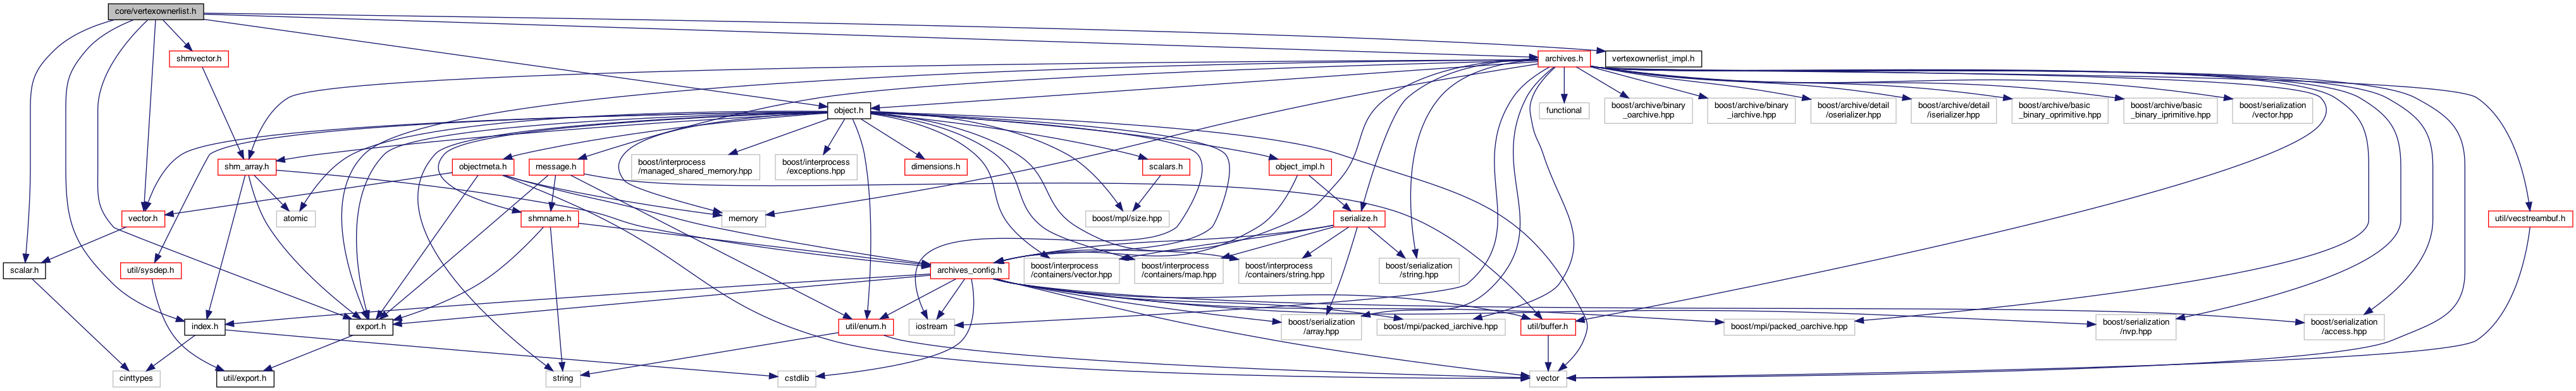 core/vertexownerlist.h
shmvector.h
archives.h
vertexownerlist_impl.h
object.h
functional
boost/archive/binary
_oarchive.hpp
boost/archive/binary
_iarchive.hpp
boost/archive/detail
/oserializer.hpp
boost/archive/detail
/iserializer.hpp
boost/archive/basic
_binary_oprimitive.hpp
boost/archive/basic
_binary_iprimitive.hpp
boost/serialization
/vector.hpp
shm_array.h
objectmeta.h
message.h
boost/interprocess
/managed_shared_memory.hpp
boost/interprocess
/exceptions.hpp
dimensions.h
scalars.h
object_impl.h
vector.h
atomic
shmname.h
memory
boost/mpl/size.hpp
serialize.h
util/vecstreambuf.h
scalar.h
util/sysdep.h
archives_config.h
boost/interprocess
/containers/vector.hpp
boost/interprocess
/containers/map.hpp
boost/interprocess
/containers/string.hpp
boost/serialization
/string.hpp
index.h
export.h
util/enum.h
iostream
boost/serialization
/array.hpp
boost/mpi/packed_iarchive.hpp
util/buffer.h
boost/mpi/packed_oarchive.hpp
boost/serialization
/nvp.hpp
boost/serialization
/access.hpp
cinttypes
util/export.h
string
cstdlib
vector